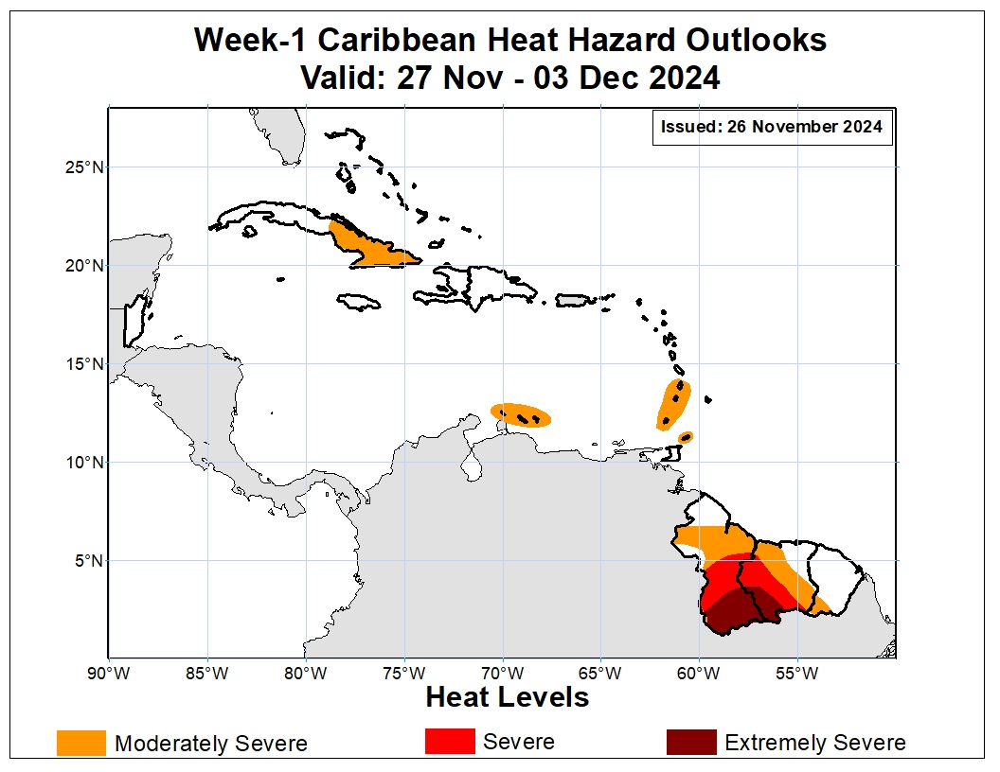 Week-1 Caribbean Heat Hazard Outlooks
Valid: 27 Nov - 03 Dec 2024
Issued: 26 November 2024
25°N
20°N
15°N
10°N
5°N
90°W 85°W 80°W 75°W 70°W 65°W 60°W 55°W
Heat Levels
Moderately Severe Severe Extremely Severe